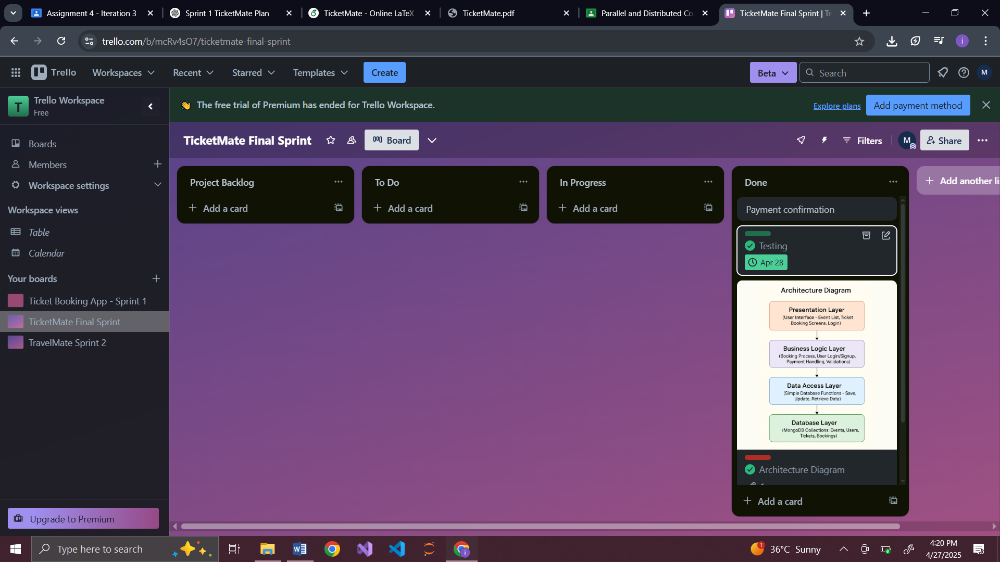 Assignment 4 - Iteration 3
Sprint 1 TicketMate Plan
TicketMate - Online LaTeX
TicketMate.pdf
Parallel and Distributed Co
TicketMate Final Sprint | Tr
trello.com/b/mcRv4sO7/ticketmate-final-sprint
i
Trello
Workspaces
Recent
Starred
Templates
Create
Beta
Search
M
T
Trello Workspace
Free
The free trial of Premium has ended for Trello Workspace.
Explore plans
Add payment method
Boards
Members
Workspace settings
Workspace views
Table
Calendar
Your boards
Ticket Booking App - Sprint 1
TicketMate Final Sprint
TravelMate Sprint 2
Upgrade to Premium
TicketMate Final Sprint
Board
Filters
M
Share
Project Backlog
Add a card
To Do
Add a card
In Progress
Add a card
Done
Payment confirmation
Testing
Apr 28
Architecture Diagram
Presentation Layer
(User Interface - Event List, Ticket
Booking Screens, Login)
Business Logic Layer
(Booking Process, User Login/Signup,
Payment Handling, Validations)
Data Access Layer
(Simple Database Functions - Save,
Update, Retrieve Data)
Database Layer
(MongoDB Collections: Events, Users,
Tickets, Bookings)
Architecture Diagram
Add a card
Add another li
Type here to search
1
36°C Sunny
4:20 PM
4/27/2025